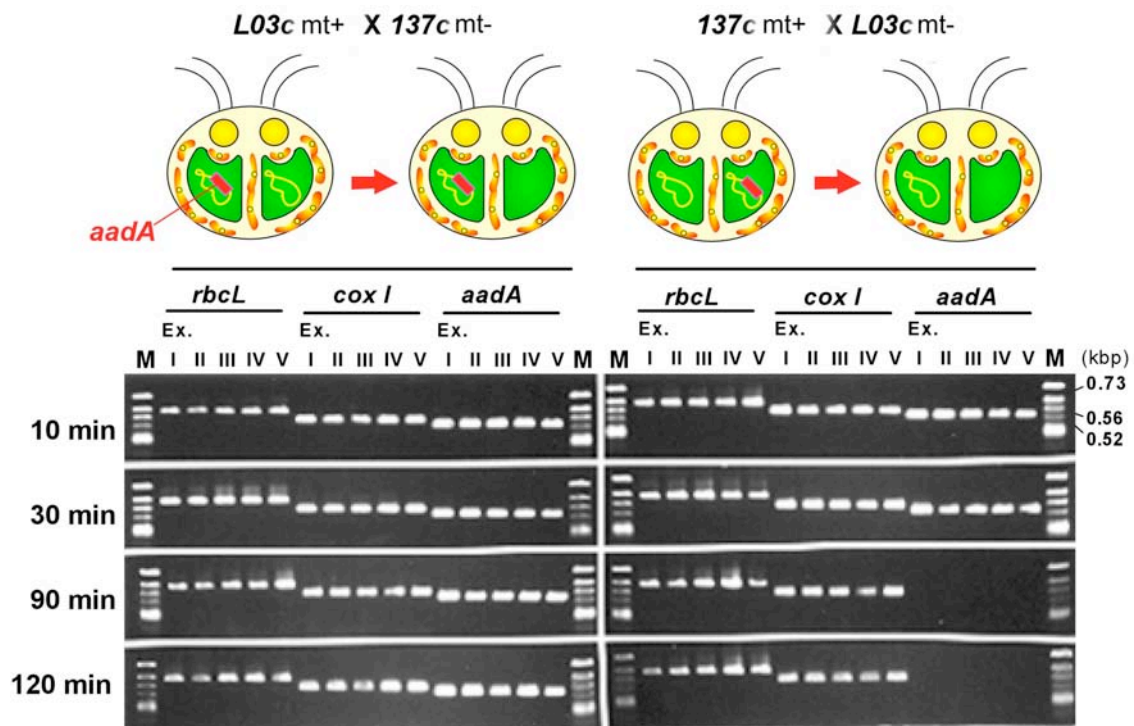 L03c mt+ X 137c mt- 137c mt+ X L03c mt-
aadA
rbcL cox I aadA rbcL cox I aadA
Ex. Ex. Ex. Ex. Ex. Ex.
M I II III IV V I II III IV V I II III IV V M I II III IV V I II III IV V I II III IV V M (kbp)
0.73
10 min 0.56
0.52
30 min
90 min
120 min